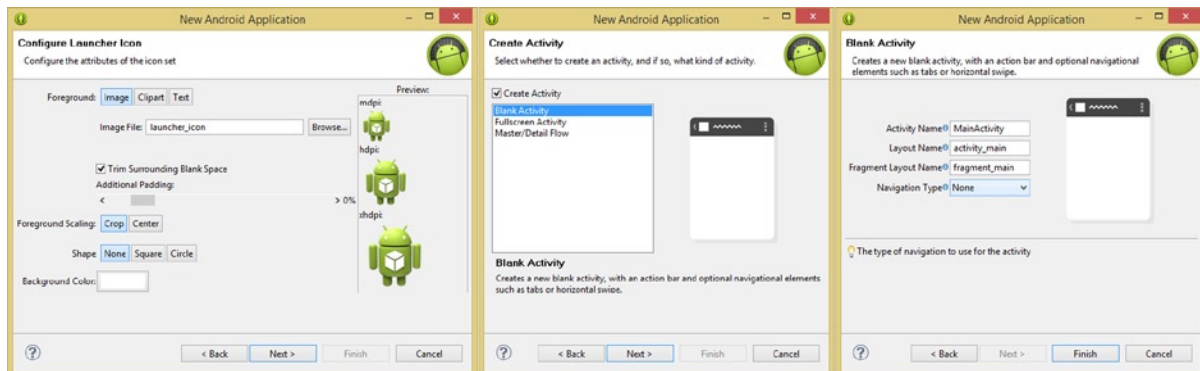 New Android Application
Configure Launcher Icon
Configure the attributes of the icon set
Foreground: Image Clipart Text
Image File: launcher_icon Browse...
Trim Surrounding Blank Space
Additional Padding:
< > 0%
Foreground Scaling: Crop Center
Shape None Square Circle
Background Color:
Preview:
mdpi:
hdpi:
xhdpi:
? < Back Next > Finish Cancel
New Android Application
Create Activity
Select whether to create an activity, and if so, what kind of activity.
Create Activity
Blank Activity
Fullscreen Activity
Master/Detail Flow
Blank Activity
Creates a new blank activity, with an action bar and optional navigational elements
such as tabs or horizontal swipe.
? < Back Next > Finish Cancel
New Android Application
Blank Activity
Creates a new blank activity, with an action bar and optional navigational
elements such as tabs or horizontal swipe.
Activity Name MainActivity
Layout Name activity_main
Fragment Layout Name fragment_main
Navigation Type None
The type of navigation to use for the activity
? < Back Next > Finish Cancel